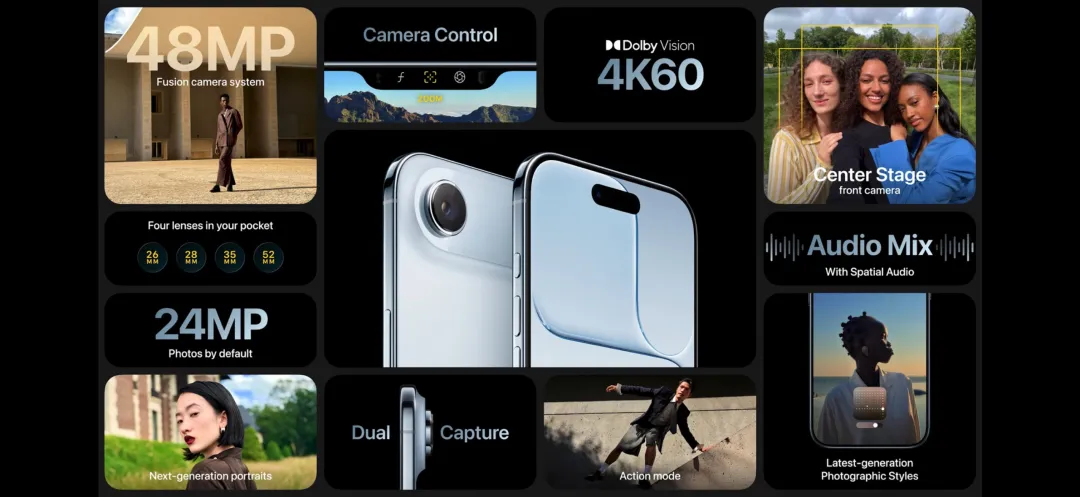 48MP
Fusion camera system
Camera Control
ƒ
ZOOM
Dolby Vision
4K60
Center Stage
front camera
Four lenses in your pocket
26 MM
28 MM
35 MM
52 MM
Audio Mix
With Spatial Audio
24MP
Photos by default
Next-generation portraits
Dual Capture
Action mode
Latest-generation
Photographic Styles